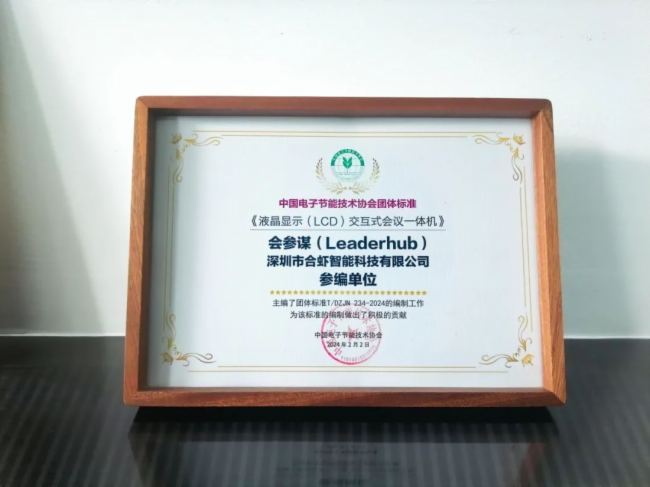 中国电子节能技术协会团体标准
《液晶显示（LCD）交互式会议一体机》
会参谋（Leaderhub）
深圳市合虾智能科技有限公司
参编单位
主编了团体标准T/DZJN 234-2024的编制工作
为该标准的编制做出了积极的贡献
中国电子节能技术协会
2024年2月2日